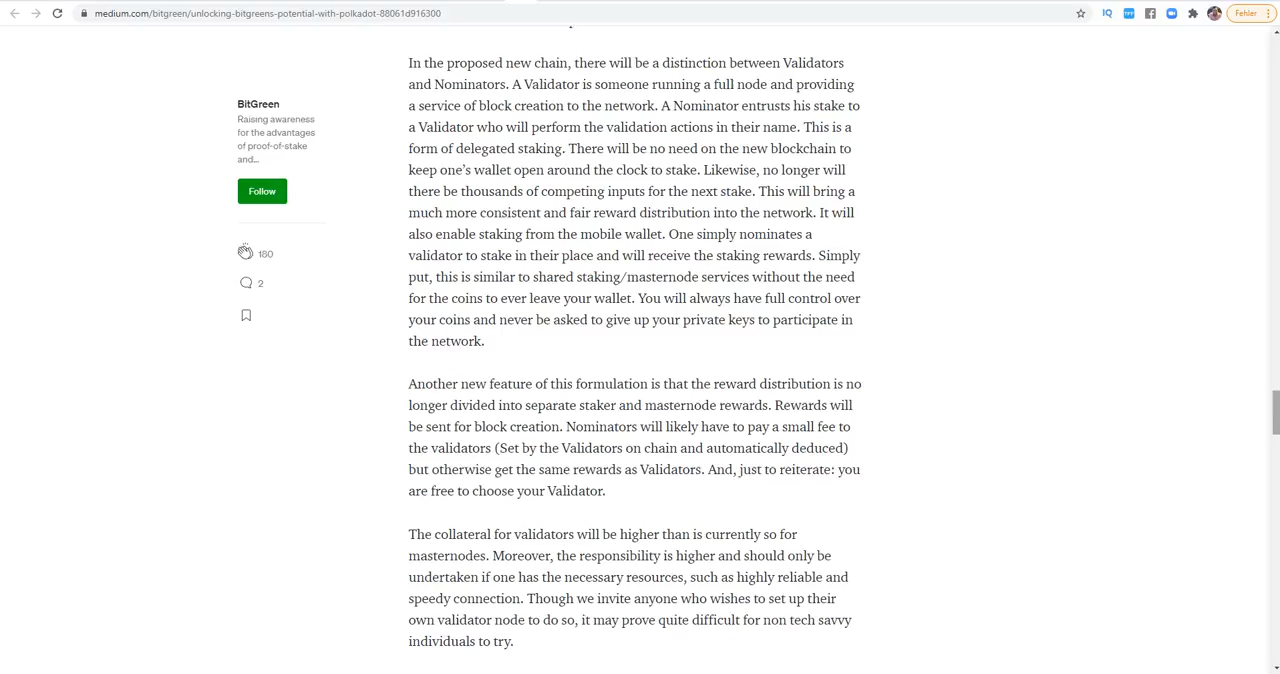 medium.com/bitgreen/unlocking-bitgreens-potential-with-polkadot-88061d916300
IQ
Fehler
BitGreen
Raising awareness
for the advantages
of proof-of-stake
and...
Follow
180
2
In the proposed new chain, there will be a distinction between Validators
and Nominators. A Validator is someone running a full node and providing
a service of block creation to the network. A Nominator entrusts his stake to
a Validator who will perform the validation actions in their name. This is a
form of delegated staking. There will be no need on the new blockchain to
keep one’s wallet open around the clock to stake. Likewise, no longer will
there be thousands of competing inputs for the next stake. This will bring a
much more consistent and fair reward distribution into the network. It will
also enable staking from the mobile wallet. One simply nominates a
validator to stake in their place and will receive the staking rewards. Simply
put, this is similar to shared staking/masternode services without the need
for the coins to ever leave your wallet. You will always have full control over
your coins and never be asked to give up your private keys to participate in
the network.
Another new feature of this formulation is that the reward distribution is no
longer divided into separate staker and masternode rewards. Rewards will
be sent for block creation. Nominators will likely have to pay a small fee to
the validators (Set by the Validators on chain and automatically deduced)
but otherwise get the same rewards as Validators. And, just to reiterate: you
are free to choose your Validator.
The collateral for validators will be higher than is currently so for
masternodes. Moreover, the responsibility is higher and should only be
undertaken if one has the necessary resources, such as highly reliable and
speedy connection. Though we invite anyone who wishes to set up their
own validator node to do so, it may prove quite difficult for non tech savvy
individuals to try.